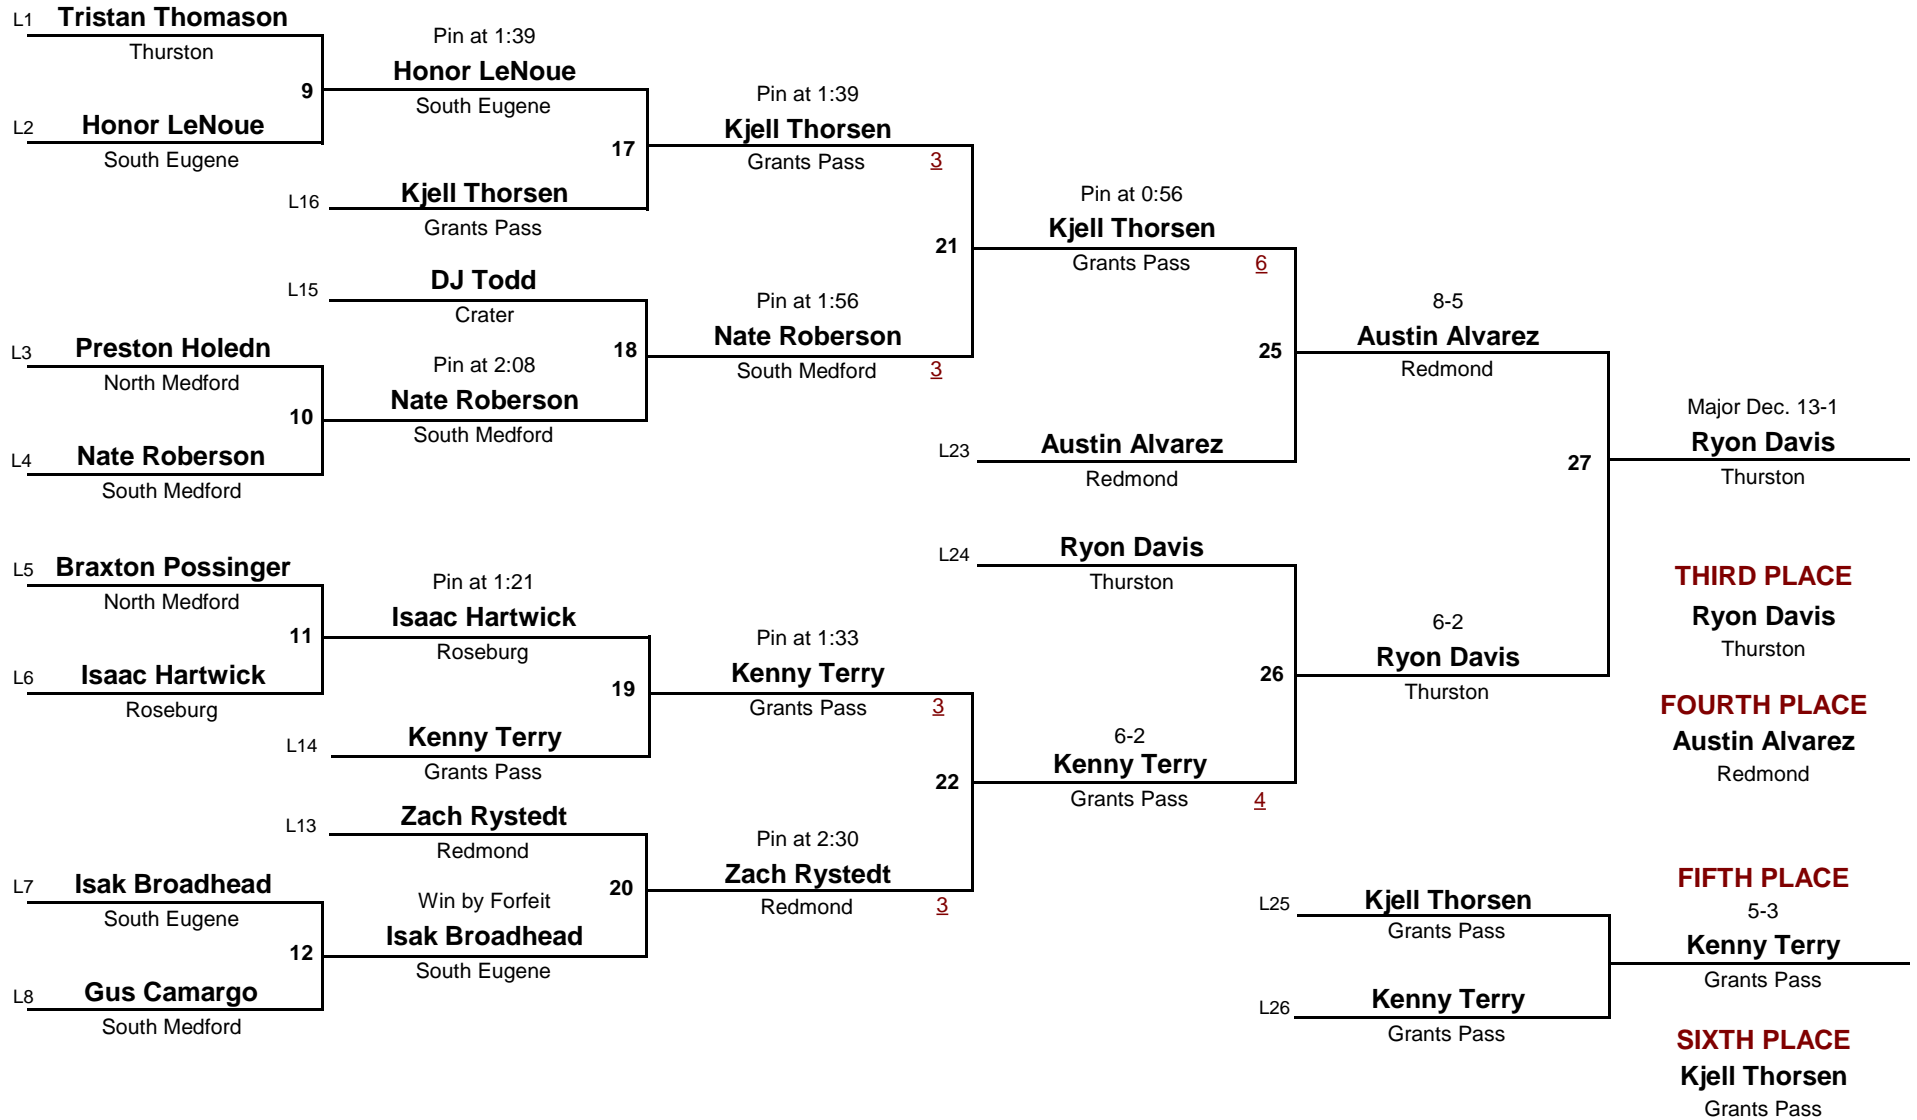 L1 Tristan Thomason
Thurston
9
L2 Honor LeNoue
South Eugene
Pin at 1:39
Honor LeNoue
South Eugene
17
L16 Kjell Thorsen
Grants Pass
Pin at 1:39
Kjell Thorsen
Grants Pass 3
L15 DJ Todd
Crater
18
L3 Preston Holedn
North Medford
10
L4 Nate Roberson
South Medford
Pin at 2:08
Nate Roberson
South Medford
Pin at 1:56
Nate Roberson
South Medford 3
21
Pin at 0:56
Kjell Thorsen
Grants Pass 6
25
L23 Austin Alvarez
Redmond
8-5
Austin Alvarez
Redmond
27
Major Dec. 13-1
Ryon Davis
Thurston
L5 Braxton Possinger
North Medford
11
L6 Isaac Hartwick
Roseburg
Pin at 1:21
Isaac Hartwick
Roseburg
19
L14 Kenny Terry
Grants Pass
Pin at 1:33
Kenny Terry
Grants Pass 3
L13 Zach Rystedt
Redmond
20
L7 Isak Broadhead
South Eugene
12
L8 Gus Camargo
South Medford
Win by Forfeit
Isak Broadhead
South Eugene
Pin at 2:30
Zach Rystedt
Redmond 3
22
6-2
Kenny Terry
Grants Pass 4
L24 Ryon Davis
Thurston
26
6-2
Ryon Davis
Thurston
THIRD PLACE
Ryon Davis
Thurston
FOURTH PLACE
Austin Alvarez
Redmond
L25 Kjell Thorsen
Grants Pass
L26 Kenny Terry
Grants Pass
FIFTH PLACE
5-3
Kenny Terry
Grants Pass
SIXTH PLACE
Kjell Thorsen
Grants Pass